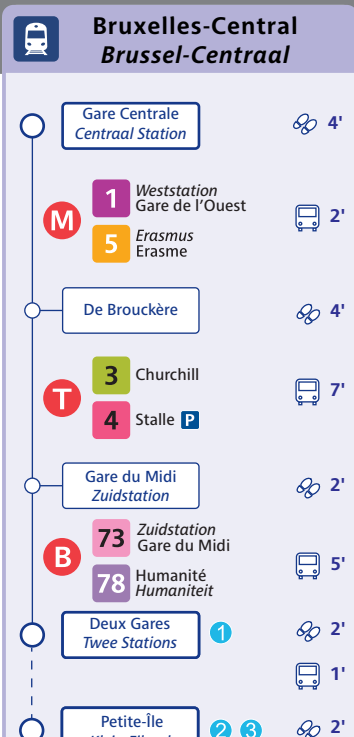 Bruxelles-Central
Brussel-Centraal
Gare Centrale
Centraal Station
4'
M
1
Weststation
Gare de l'Ouest
5
Erasmus
Erasme
2'
De Brouckère
4'
T
3
Churchill
4
Stalle P
7'
Gare du Midi
Zuidstation
2'
B
73
Zuidstation
Gare du Midi
78
Humanité
Humaniteit
5'
Deux Gares
Twee Stations
1
2'
1'
Petite-Île
2 3
2'